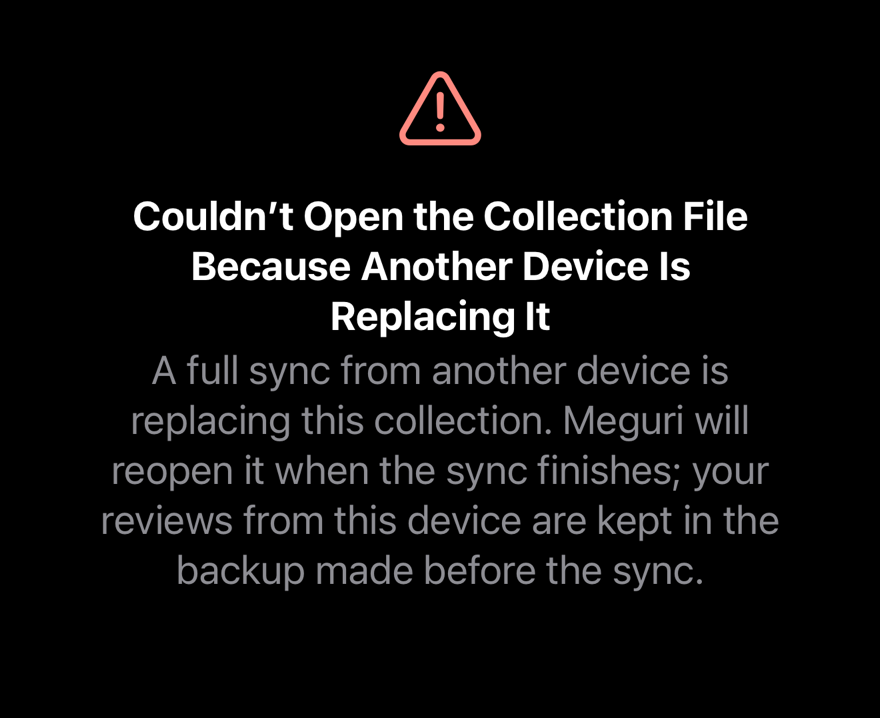 Couldn’t Open the Collection File
Because Another Device Is
Replacing It
A full sync from another device is
replacing this collection. Meguri will
reopen it when the sync finishes; your
reviews from this device are kept in the
backup made before the sync.